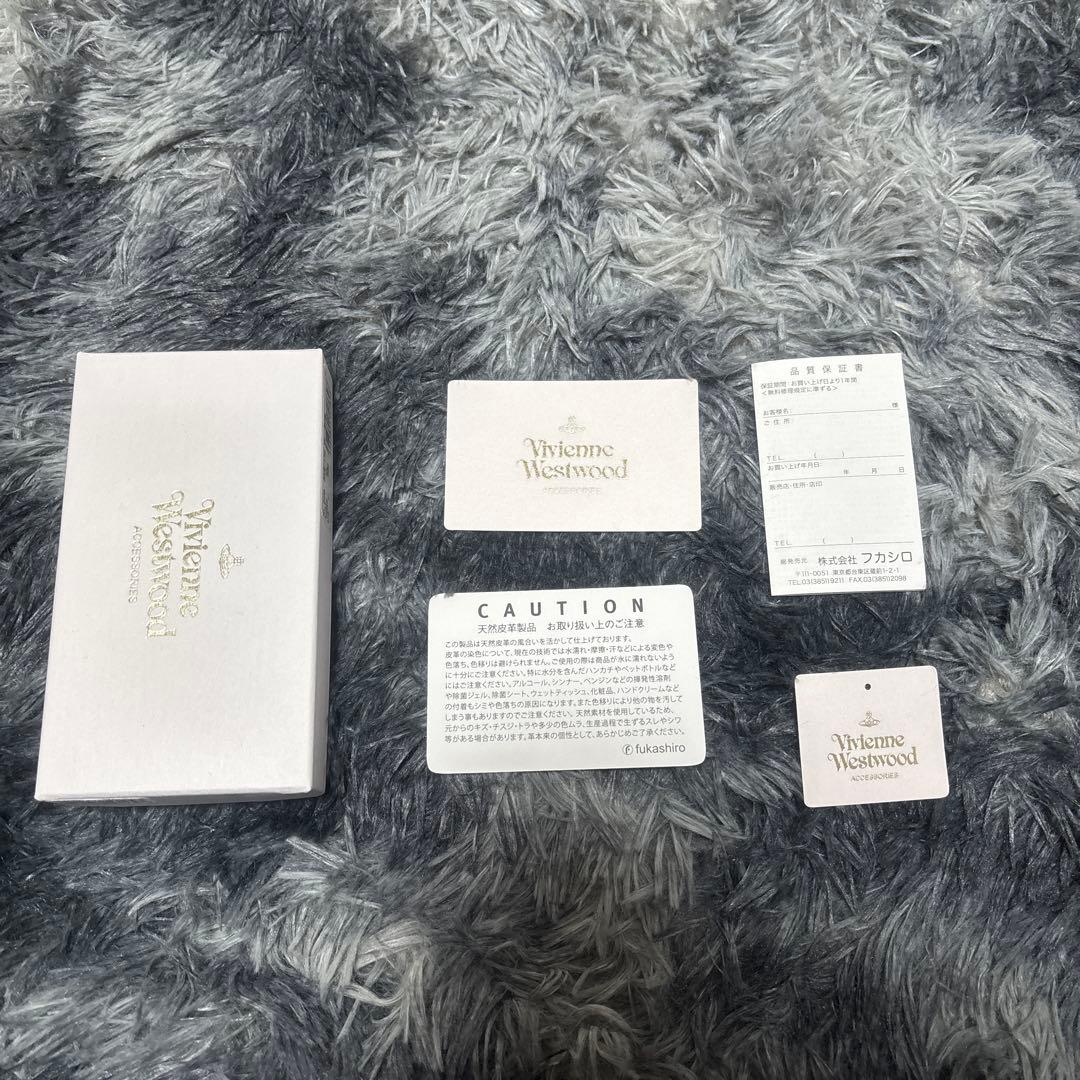 Vivienne
Westwood
ACCESSORIES
Vivienne
Westwood
ACCESSORIES
品質保証書
保証期間:お買い上げ日より1年間
<無料修理規定に準ずる>
お客様名: 様
ご住所:
TEL ( )
お買い上げ年月日:
年 月 日
販売店・住所・店印
TEL ( )
総発売元 株式会社 フカシロ
〒111-0051 東京都台東区蔵前1-2-1
TEL.03(3851)9211 FAX.03(3851)2098
CAUTION
天然皮革製品 お取り扱い上のご注意
この製品は天然皮革の風合いを活かして仕上げております。
皮革の染色について、現在の技術では水濡れ・摩擦・汗などによる変色や
色落ち、色移りは避けられません。ご使用の際は商品が水に濡れないよう
に十分にご注意ください。特に水分を含んだハンカチやペットボトルなど
にはご注意ください。アルコール、シンナー、ベンジンなどの揮発性溶剤
や除菌ジェル、除菌シート、ウェットティッシュ、化粧品、ハンドクリームなど
の付着もシミや色落ちの原因になります。また色移りにより他の物を汚して
しまう事もありますのでご注意ください。天然素材を使用しているため、
元からのキズ・チスジ・トラや多少の色ムラ、生産過程で生ずるスレやシワ
等がある場合があります。革本来の個性として、あらかじめご了承ください。
fukashiro
Vivienne
Westwood
ACCESSORIES